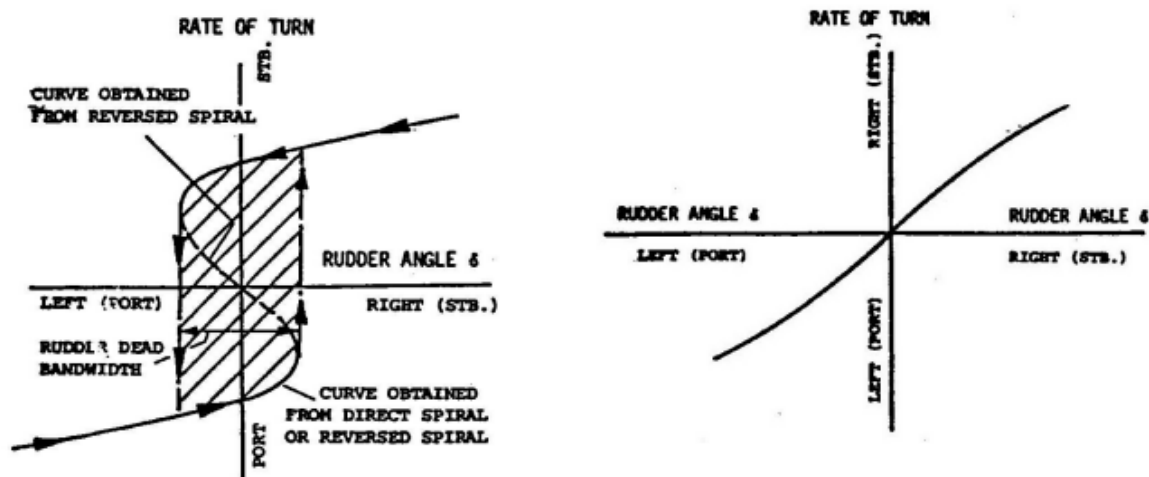 RATE OF TURN
STB.
CURVE OBTAINED
FROM REVERSED SPIRAL
RUDDER ANGLE δ
LEFT (PORT)
RIGHT (STB.)
RUDDER DEAD
BANDWIDTH
CURVE OBTAINED
FROM DIRECT SPIRAL
OR REVERSED SPIRAL
PORT
RATE OF TURN
RIGHT (STB.)
RUDDER ANGLE δ
RUDDER ANGLE δ
LEFT (PORT)
RIGHT (STB.)
LEFT (PORT)